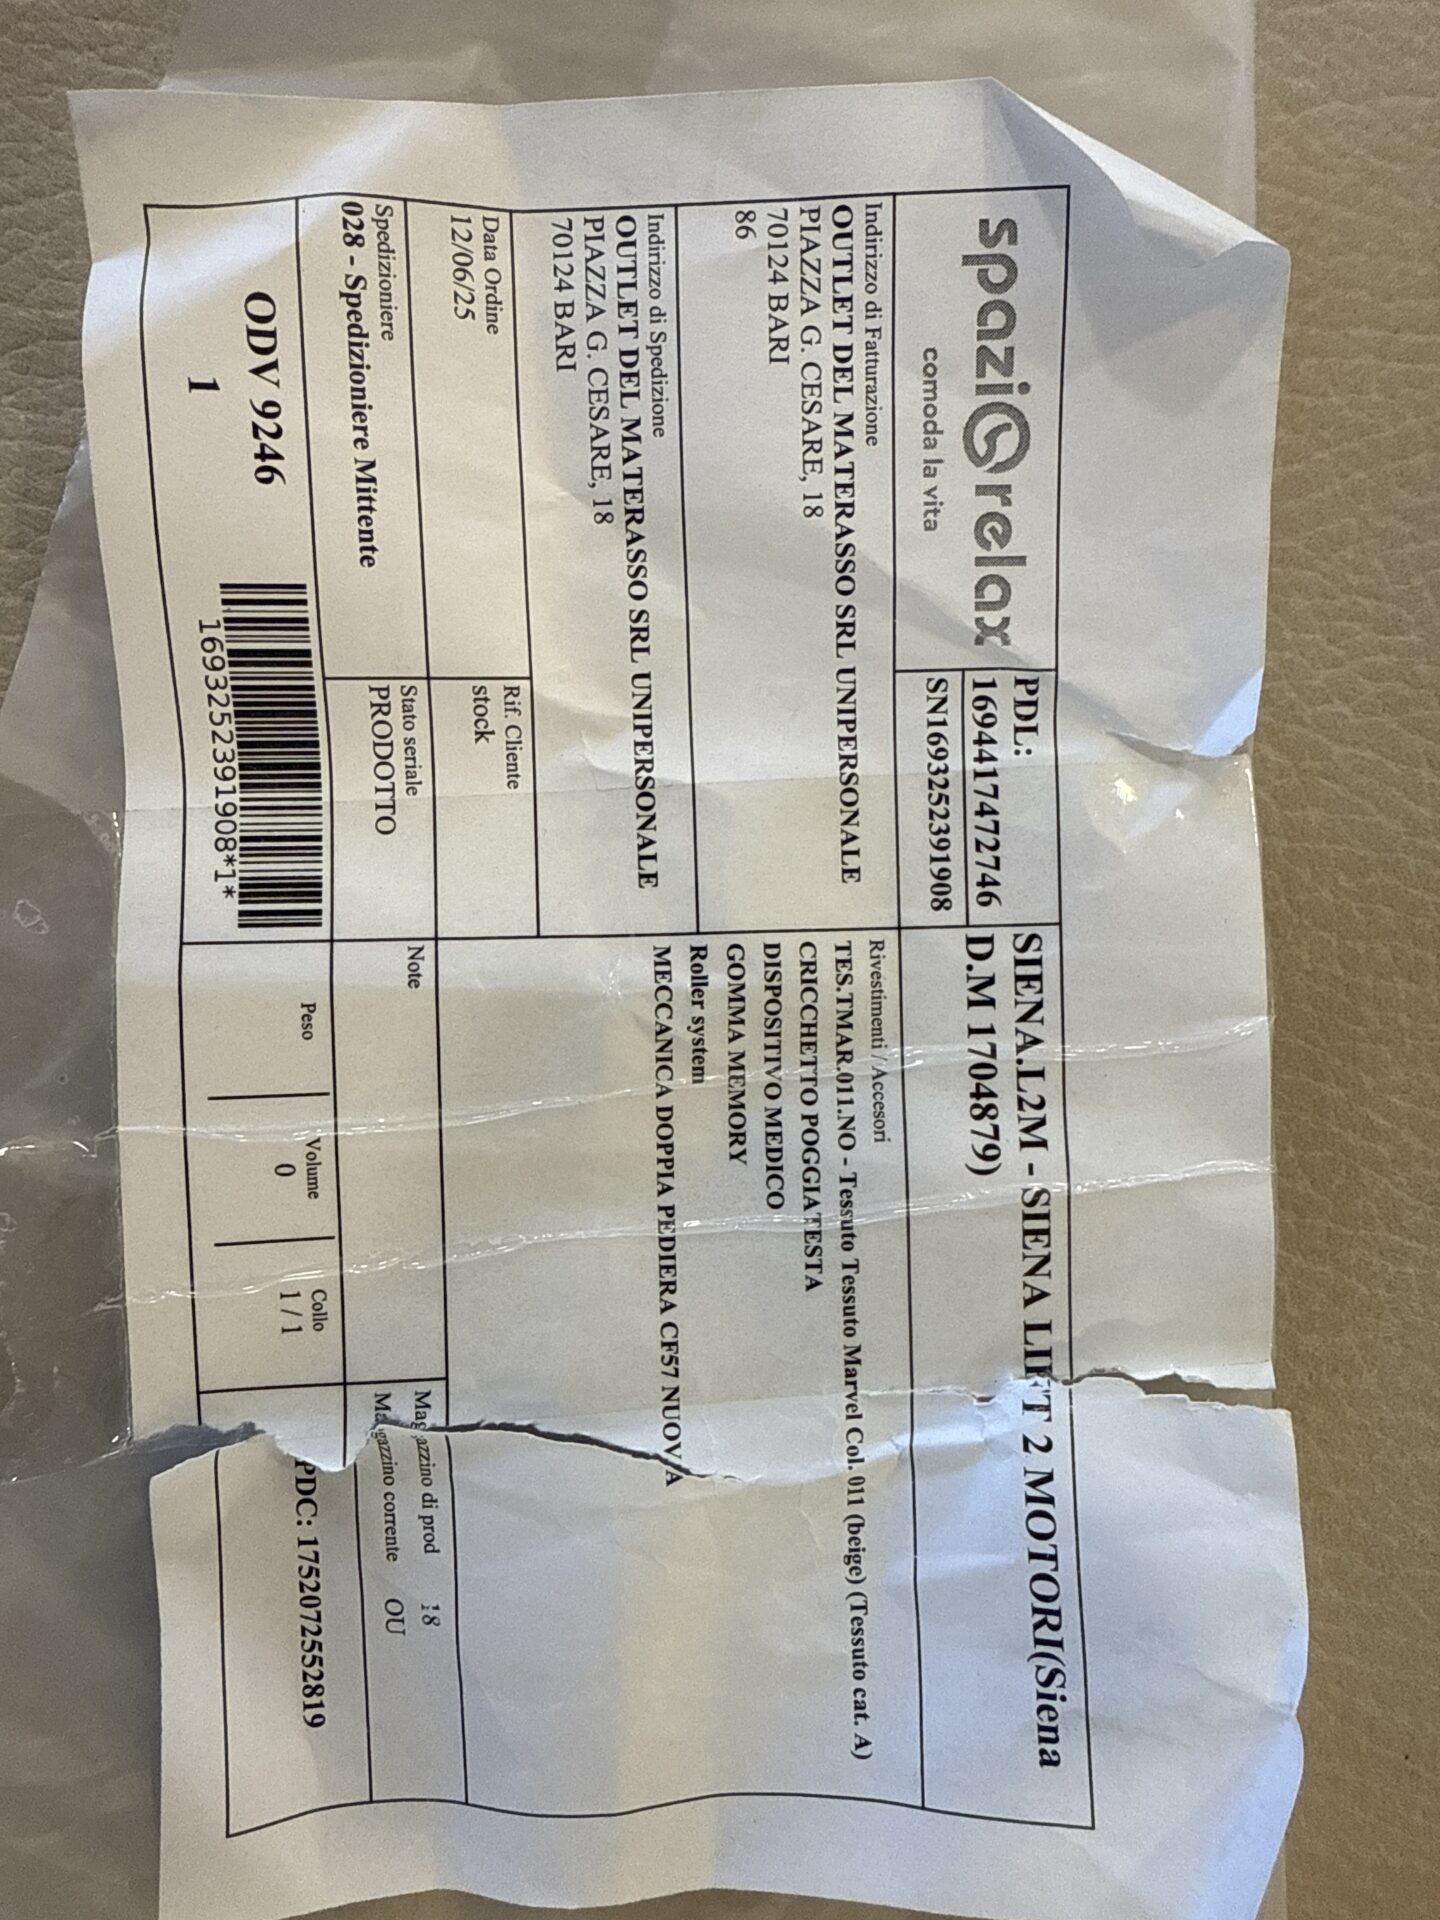 spaziorelax
comoda la vita
PDL:
1694417472746
SN1693252391908
SIENA.L2M - SIENA LIFT 2 MOTORI(Siena
D.M 1704879)
Indirizzo di Fatturazione
OUTLET DEL MATERASSO SRL UNIPERSONALE
PIAZZA G. CESARE, 18
70124 BARI
86
Indirizzo di Spedizione
OUTLET DEL MATERASSO SRL UNIPERSONALE
PIAZZA G. CESARE, 18
70124 BARI
Rivestimenti / Accesori
TES.TMAR.011.NO - Tessuto Tessuto Marvel Col. 011 (beige) (Tessuto cat. A)
CRICCHETTO POGGIATESTA
DISPOSITIVO MEDICO
GOMMA MEMORY
Roller system
MECCANICA DOPPIA PEDIERA CF57 NUOVA
Data Ordine
12/06/25
Rif. Cliente
stock
Spedizioniere
028 - Spedizioniere Mittente
Stato seriale
PRODOTTO
Note
Magazzino di prod 18
Magazzino corrente OU
ODV 9246
1
1693252391908*1*
Peso
Volume
0
Collo
1 / 1
PDC: 1752072552819